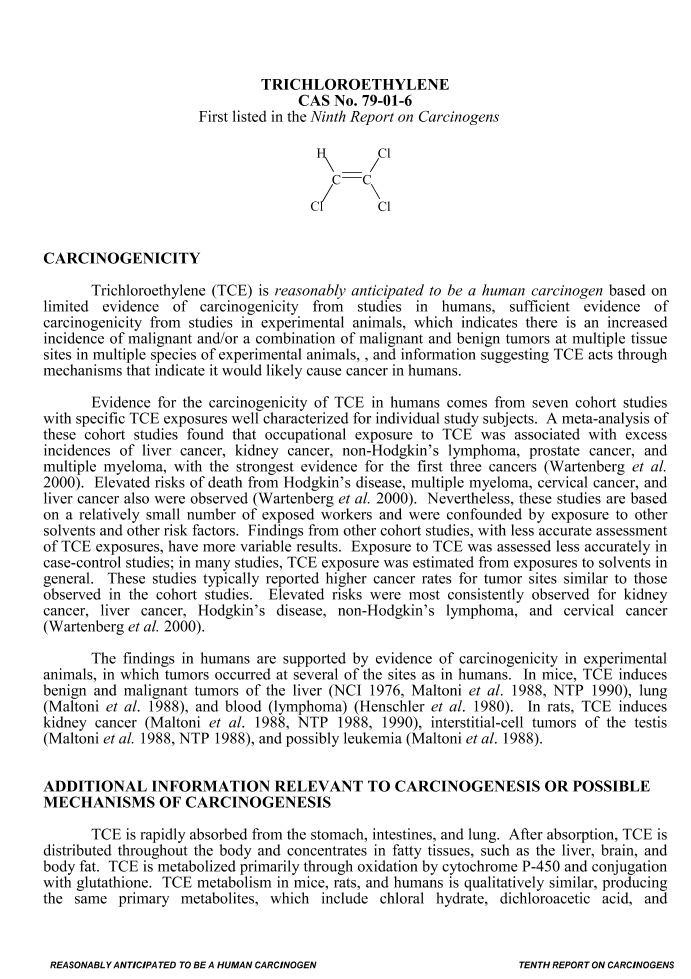 TRICHLOROETHYLENE
CAS No. 79-01-6
First listed in the Ninth Report on Carcinogens
H Cl
C C
Cl Cl
CARCINOGENICITY
Trichloroethylene (TCE) is reasonably anticipated to be a human carcinogen based on
limited evidence of carcinogenicity from studies in humans, sufficient evidence of
carcinogenicity from studies in experimental animals, which indicates there is an increased
incidence of malignant and/or a combination of malignant and benign tumors at multiple tissue
sites in multiple species of experimental animals, , and information suggesting TCE acts through
mechanisms that indicate it would likely cause cancer in humans.
Evidence for the carcinogenicity of TCE in humans comes from seven cohort studies
with specific TCE exposures well characterized for individual study subjects. A meta-analysis of
these cohort studies found that occupational exposure to TCE was associated with excess
incidences of liver cancer, kidney cancer, non-Hodgkin's lymphoma, prostate cancer, and
multiple myeloma, with the strongest evidence for the first three cancers (Wartenberg et al.
2000). Elevated risks of death from Hodgkin's disease, multiple myeloma, cervical cancer, and
liver cancer also were observed (Wartenberg et al. 2000). Nevertheless, these studies are based
on a relatively small number of exposed workers and were confounded by exposure to other
solvents and other risk factors. Findings from other cohort studies, with less accurate assessment
of TCE exposures, have more variable results. Exposure to TCE was assessed less accurately in
case-control studies; in many studies, TCE exposure was estimated from exposures to solvents in
general. These studies typically reported higher cancer rates for tumor sites similar to those
observed in the cohort studies. Elevated risks were most consistently observed for kidney
cancer, liver cancer, Hodgkin's disease, non-Hodgkin's lymphoma, and cervical cancer
(Wartenberg et al. 2000).
The findings in humans are supported by evidence of carcinogenicity in experimental
animals, in which tumors occurred at several of the sites as in humans. In mice, TCE induces
benign and malignant tumors of the liver (NCI 1976, Maltoni et al. 1988, NTP 1990), lung
(Maltoni et al. 1988), and blood (lymphoma) (Henschler et al. 1980). In rats, TCE induces
kidney cancer (Maltoni et al. 1988, NTP 1988, 1990), interstitial-cell tumors of the testis
(Maltoni et al. 1988, NTP 1988), and possibly leukemia (Maltoni et al. 1988).
ADDITIONAL INFORMATION RELEVANT TO CARCINOGENESIS OR POSSIBLE
MECHANISMS OF CARCINOGENESIS
TCE is rapidly absorbed from the stomach, intestines, and lung. After absorption, TCE is
distributed throughout the body and concentrates in fatty tissues, such as the liver, brain, and
body fat. TCE is metabolized primarily through oxidation by cytochrome P-450 and conjugation
with glutathione. TCE metabolism in mice, rats, and humans is qualitatively similar, producing
the same primary metabolites, which include chloral hydrate, dichloroacetic acid, and
REASONABLY ANTICIPATED TO BE A HUMAN CARCINOGEN TENTH REPORT ON CARCINOGENS